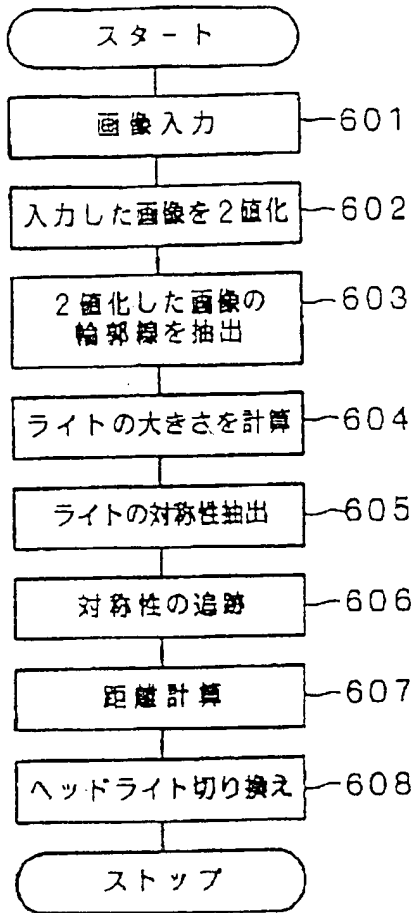 スタート
画像入力 601
入力した画像を2値化 602
2値化した画像の 603
輪郭線を抽出
ライトの大きさを計算 604
ライトの対称性抽出 605
対称性の追跡 606
距離計算 607
ヘッドライト切り換え 608
ストップ